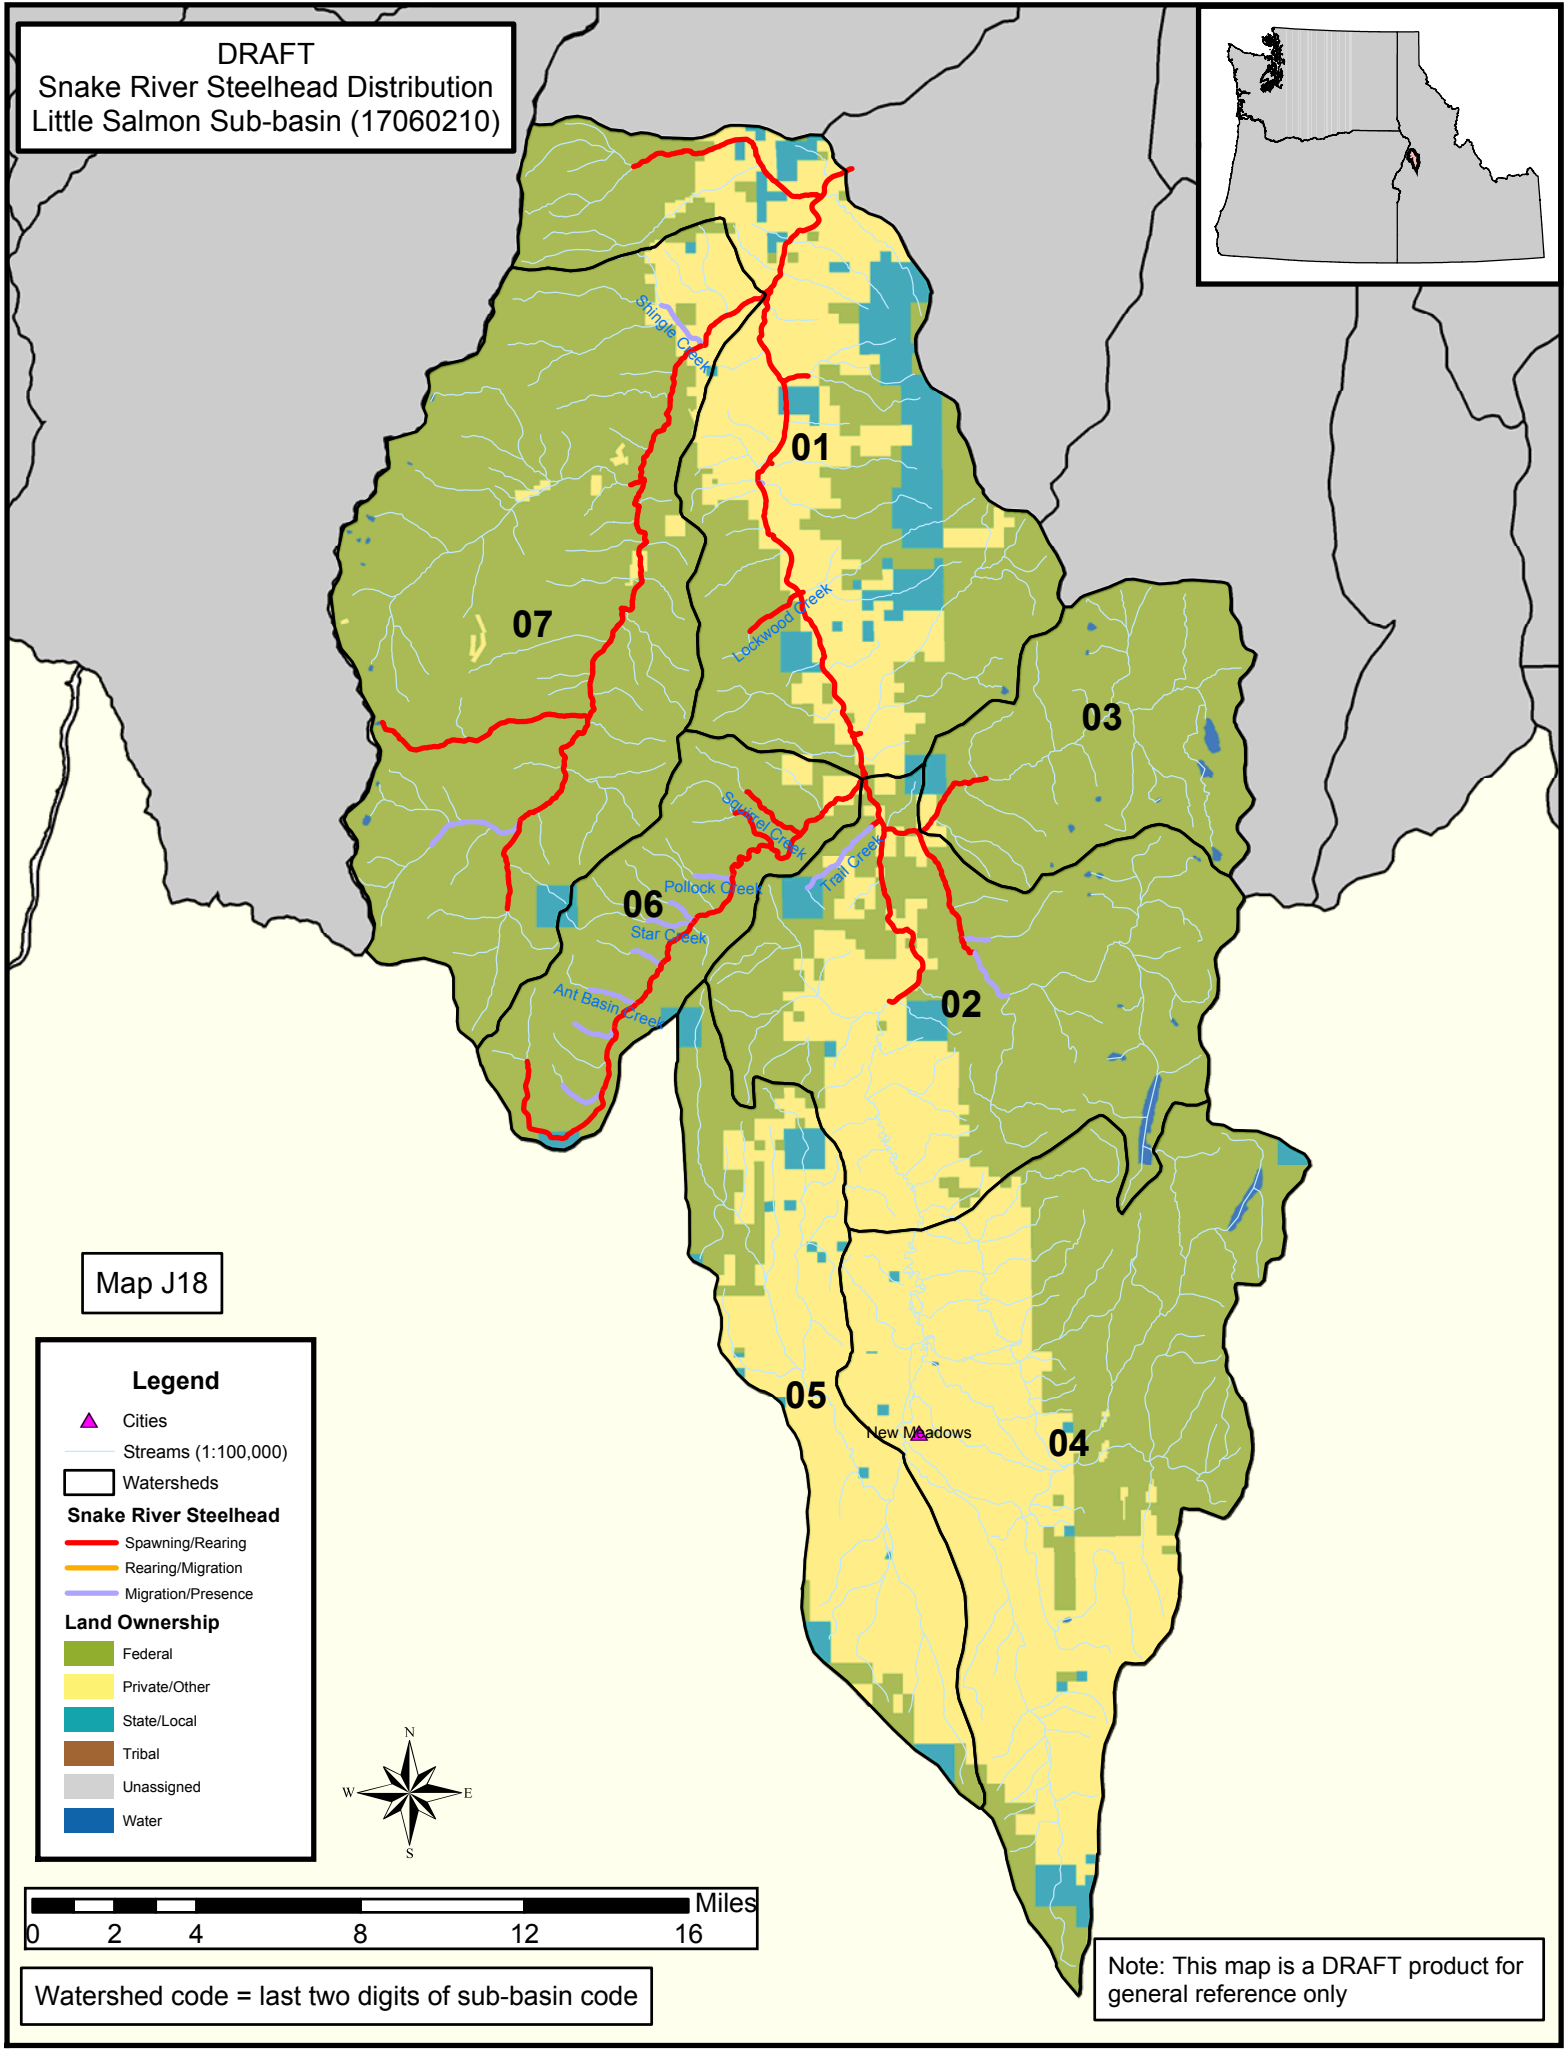 DRAFT
Snake River Steelhead Distribution
Little Salmon Sub-basin (17060210)
Shingle Creek
01
Lockwood Creek
07
03
Squirrel Creek
Trail Creek
Pollock Creek
06
Star Creek
Ant Basin Creek
02
05
New Meadows
04
Map J18
Legend
Cities
Streams (1:100,000)
Watersheds
Snake River Steelhead
Spawning/Rearing
Rearing/Migration
Migration/Presence
Land Ownership
Federal
Private/Other
State/Local
Tribal
Unassigned
Water
N
W E
S
Miles
0 2 4 8 12 16
Watershed code = last two digits of sub-basin code
Note: This map is a DRAFT product for
general reference only